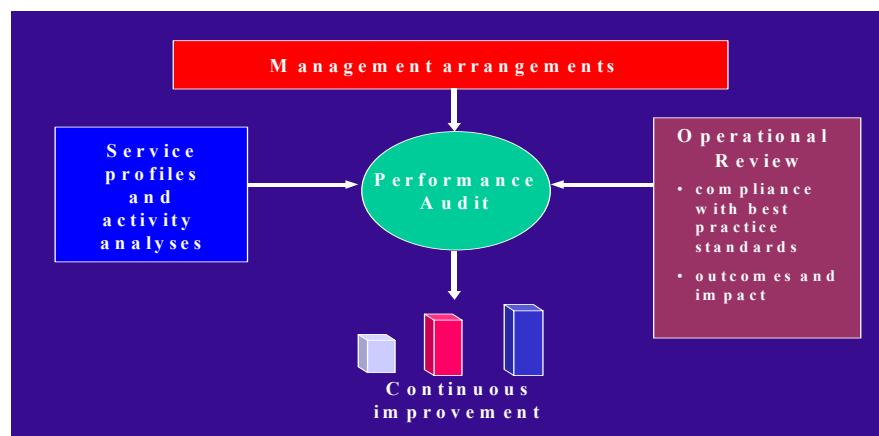 Management arrangements
Service
profiles
and
activity
analyses
Performance
Audit
Operational
Review
• compliance
with best
practice
standards
• outcomes and
impact
Continuous
improvement